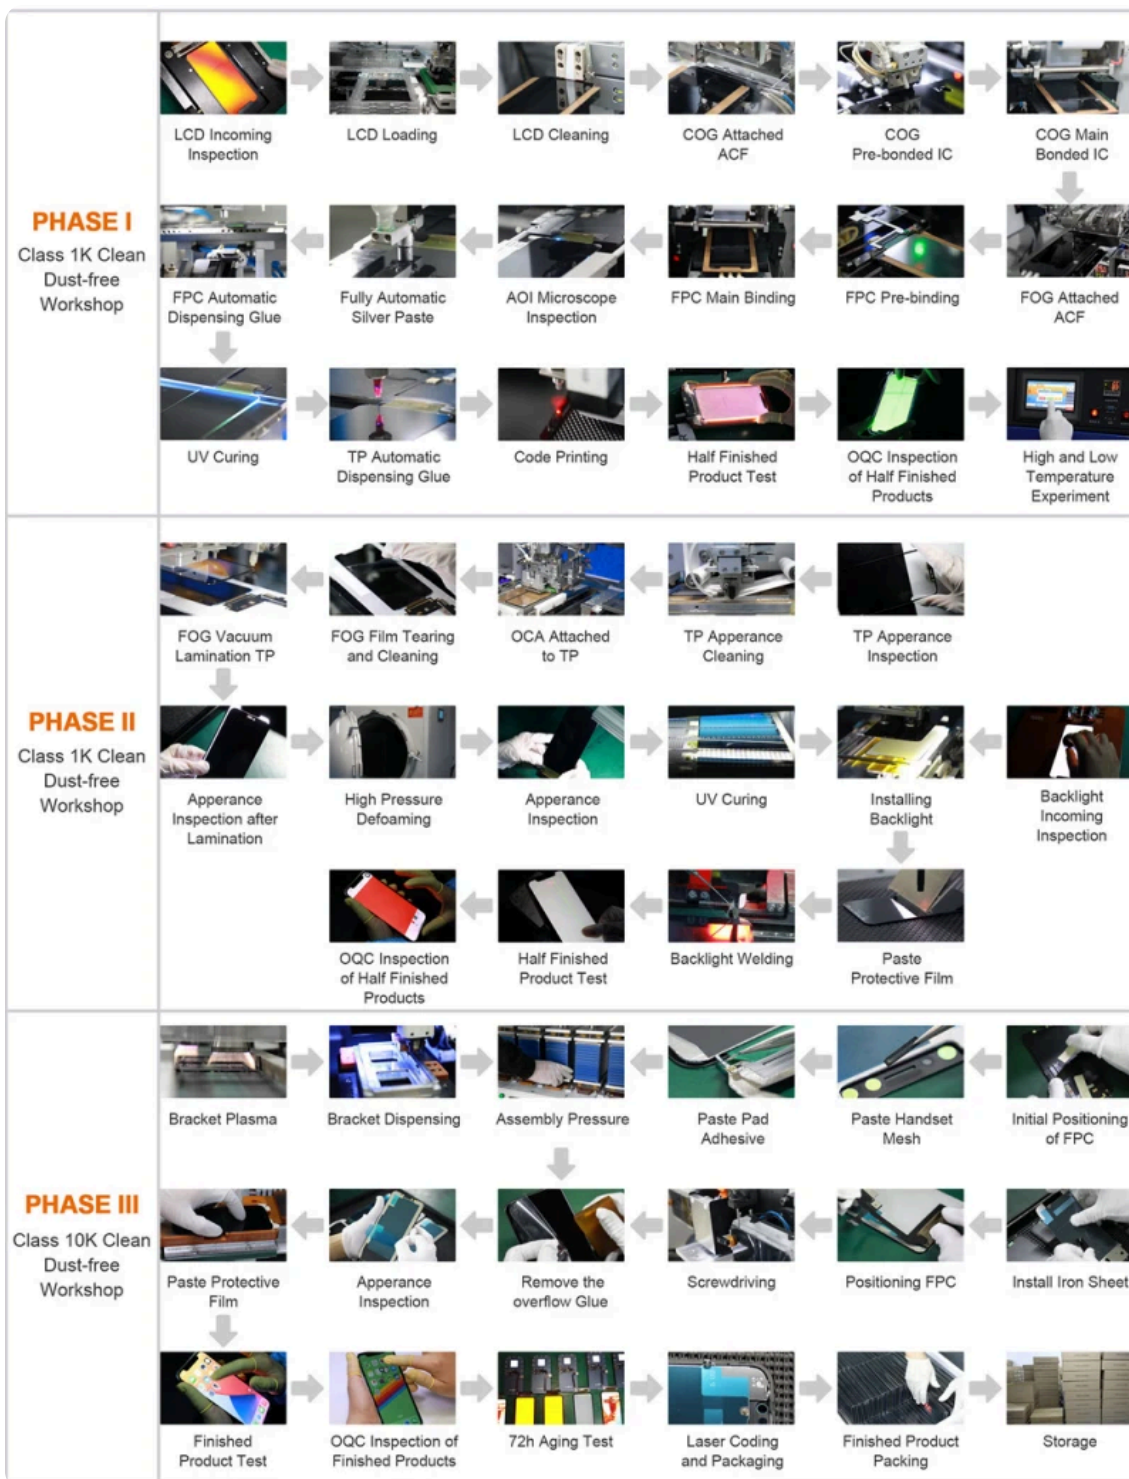 PHASE I
Class 1K Clean
Dust-free
Workshop
LCD Incoming
Inspection
LCD Loading
LCD Cleaning
COG Attached
ACF
COG
Pre-bonded IC
COG Main
Bonded IC
FPC Automatic
Dispensing Glue
Fully Automatic
Silver Paste
AOI Microscope
Inspection
FPC Main Binding
FPC Pre-binding
FOG Attached
ACF
UV Curing
TP Automatic
Dispensing Glue
Code Printing
Half Finished
Product Test
OQC Inspection
of Half Finished
Products
High and Low
Temperature
Experiment
PHASE II
Class 1K Clean
Dust-free
Workshop
FOG Vacuum
Lamination TP
FOG Film Tearing
and Cleaning
OCA Attached
to TP
TP Apperance
Cleaning
TP Apperance
Inspection
Apperance
Inspection after
Lamination
High Pressure
Defoaming
Apperance
Inspection
UV Curing
Installing
Backlight
Backlight
Incoming
Inspection
OQC Inspection
of Half Finished
Products
Half Finished
Product Test
Backlight Welding
Paste
Protective Film
PHASE III
Class 10K Clean
Dust-free
Workshop
Bracket Plasma
Bracket Dispensing
Assembly Pressure
Paste Pad
Adhesive
Paste Handset
Mesh
Initial Positioning
of FPC
Paste Protective
Film
Apperance
Inspection
Remove the
overflow Glue
Screwdriving
Positioning FPC
Install Iron Sheet
Finished
Product Test
OQC Inspection of
Finished Products
72h Aging Test
Laser Coding
and Packaging
Finished Product
Packing
Storage